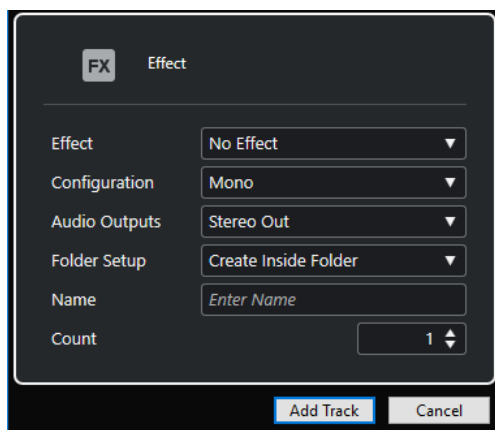 FX Effect
Effect No Effect
Configuration Mono
Audio Outputs Stereo Out
Folder Setup Create Inside Folder
Name Enter Name
Count 1
Add Track Cancel